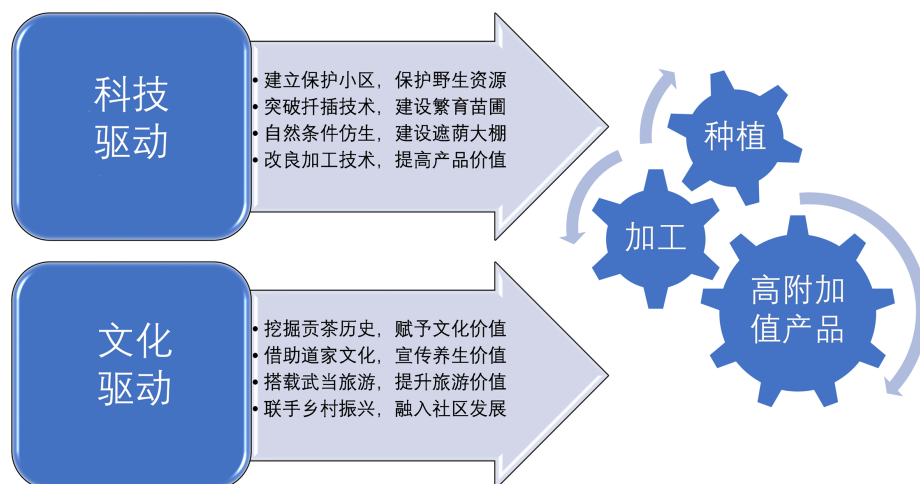 科技
驱动
• 建立保护小区，保护野生资源
• 突破扦插技术，建设繁育苗圃
• 自然条件仿生，建设遮荫大棚
• 改良加工技术，提高产品价值
文化
驱动
• 挖掘贡茶历史，赋予文化价值
• 借助道家文化，宣传养生价值
• 搭载武当旅游，提升旅游价值
• 联手乡村振兴，融入社区发展
种植
加工
高附加
值产品